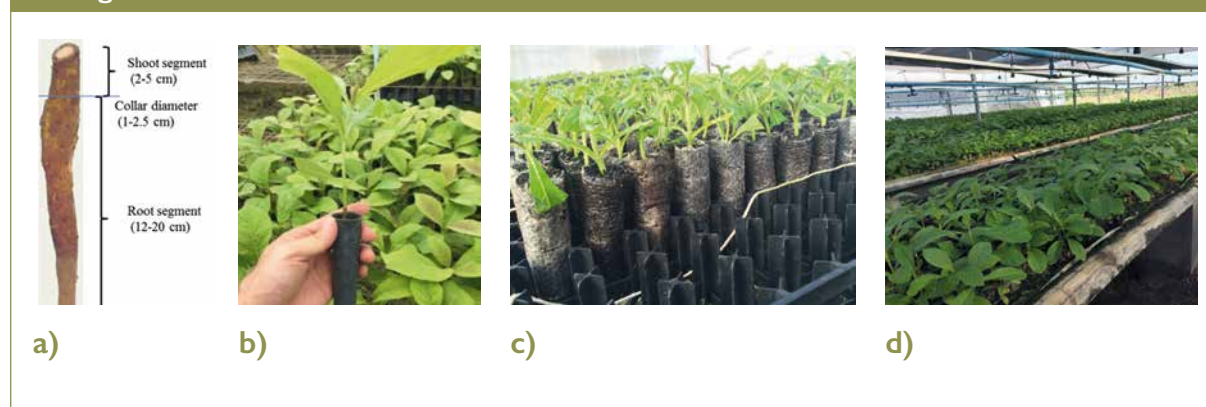 Shoot segment
(2-5 cm)
Collar diameter
(1-2.5 cm)
Root segment
(12-20 cm)
a)
b)
c)
d)